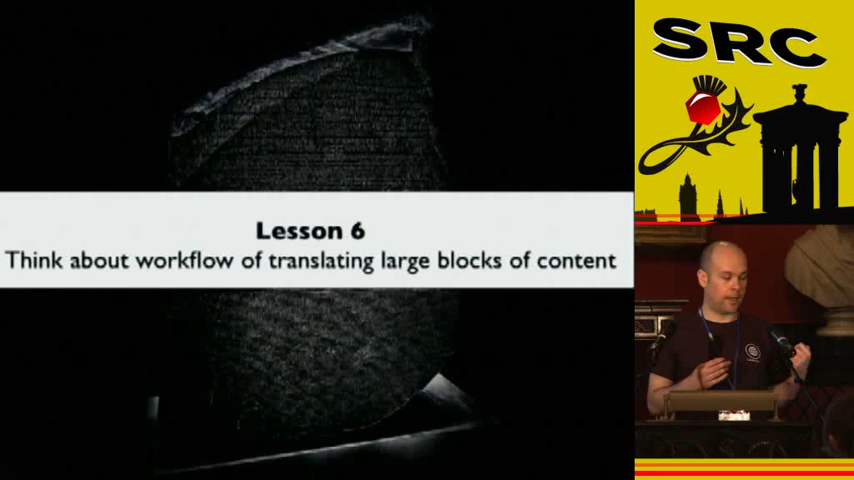 Lesson 6
Think about workflow of translating large blocks of content
SRC